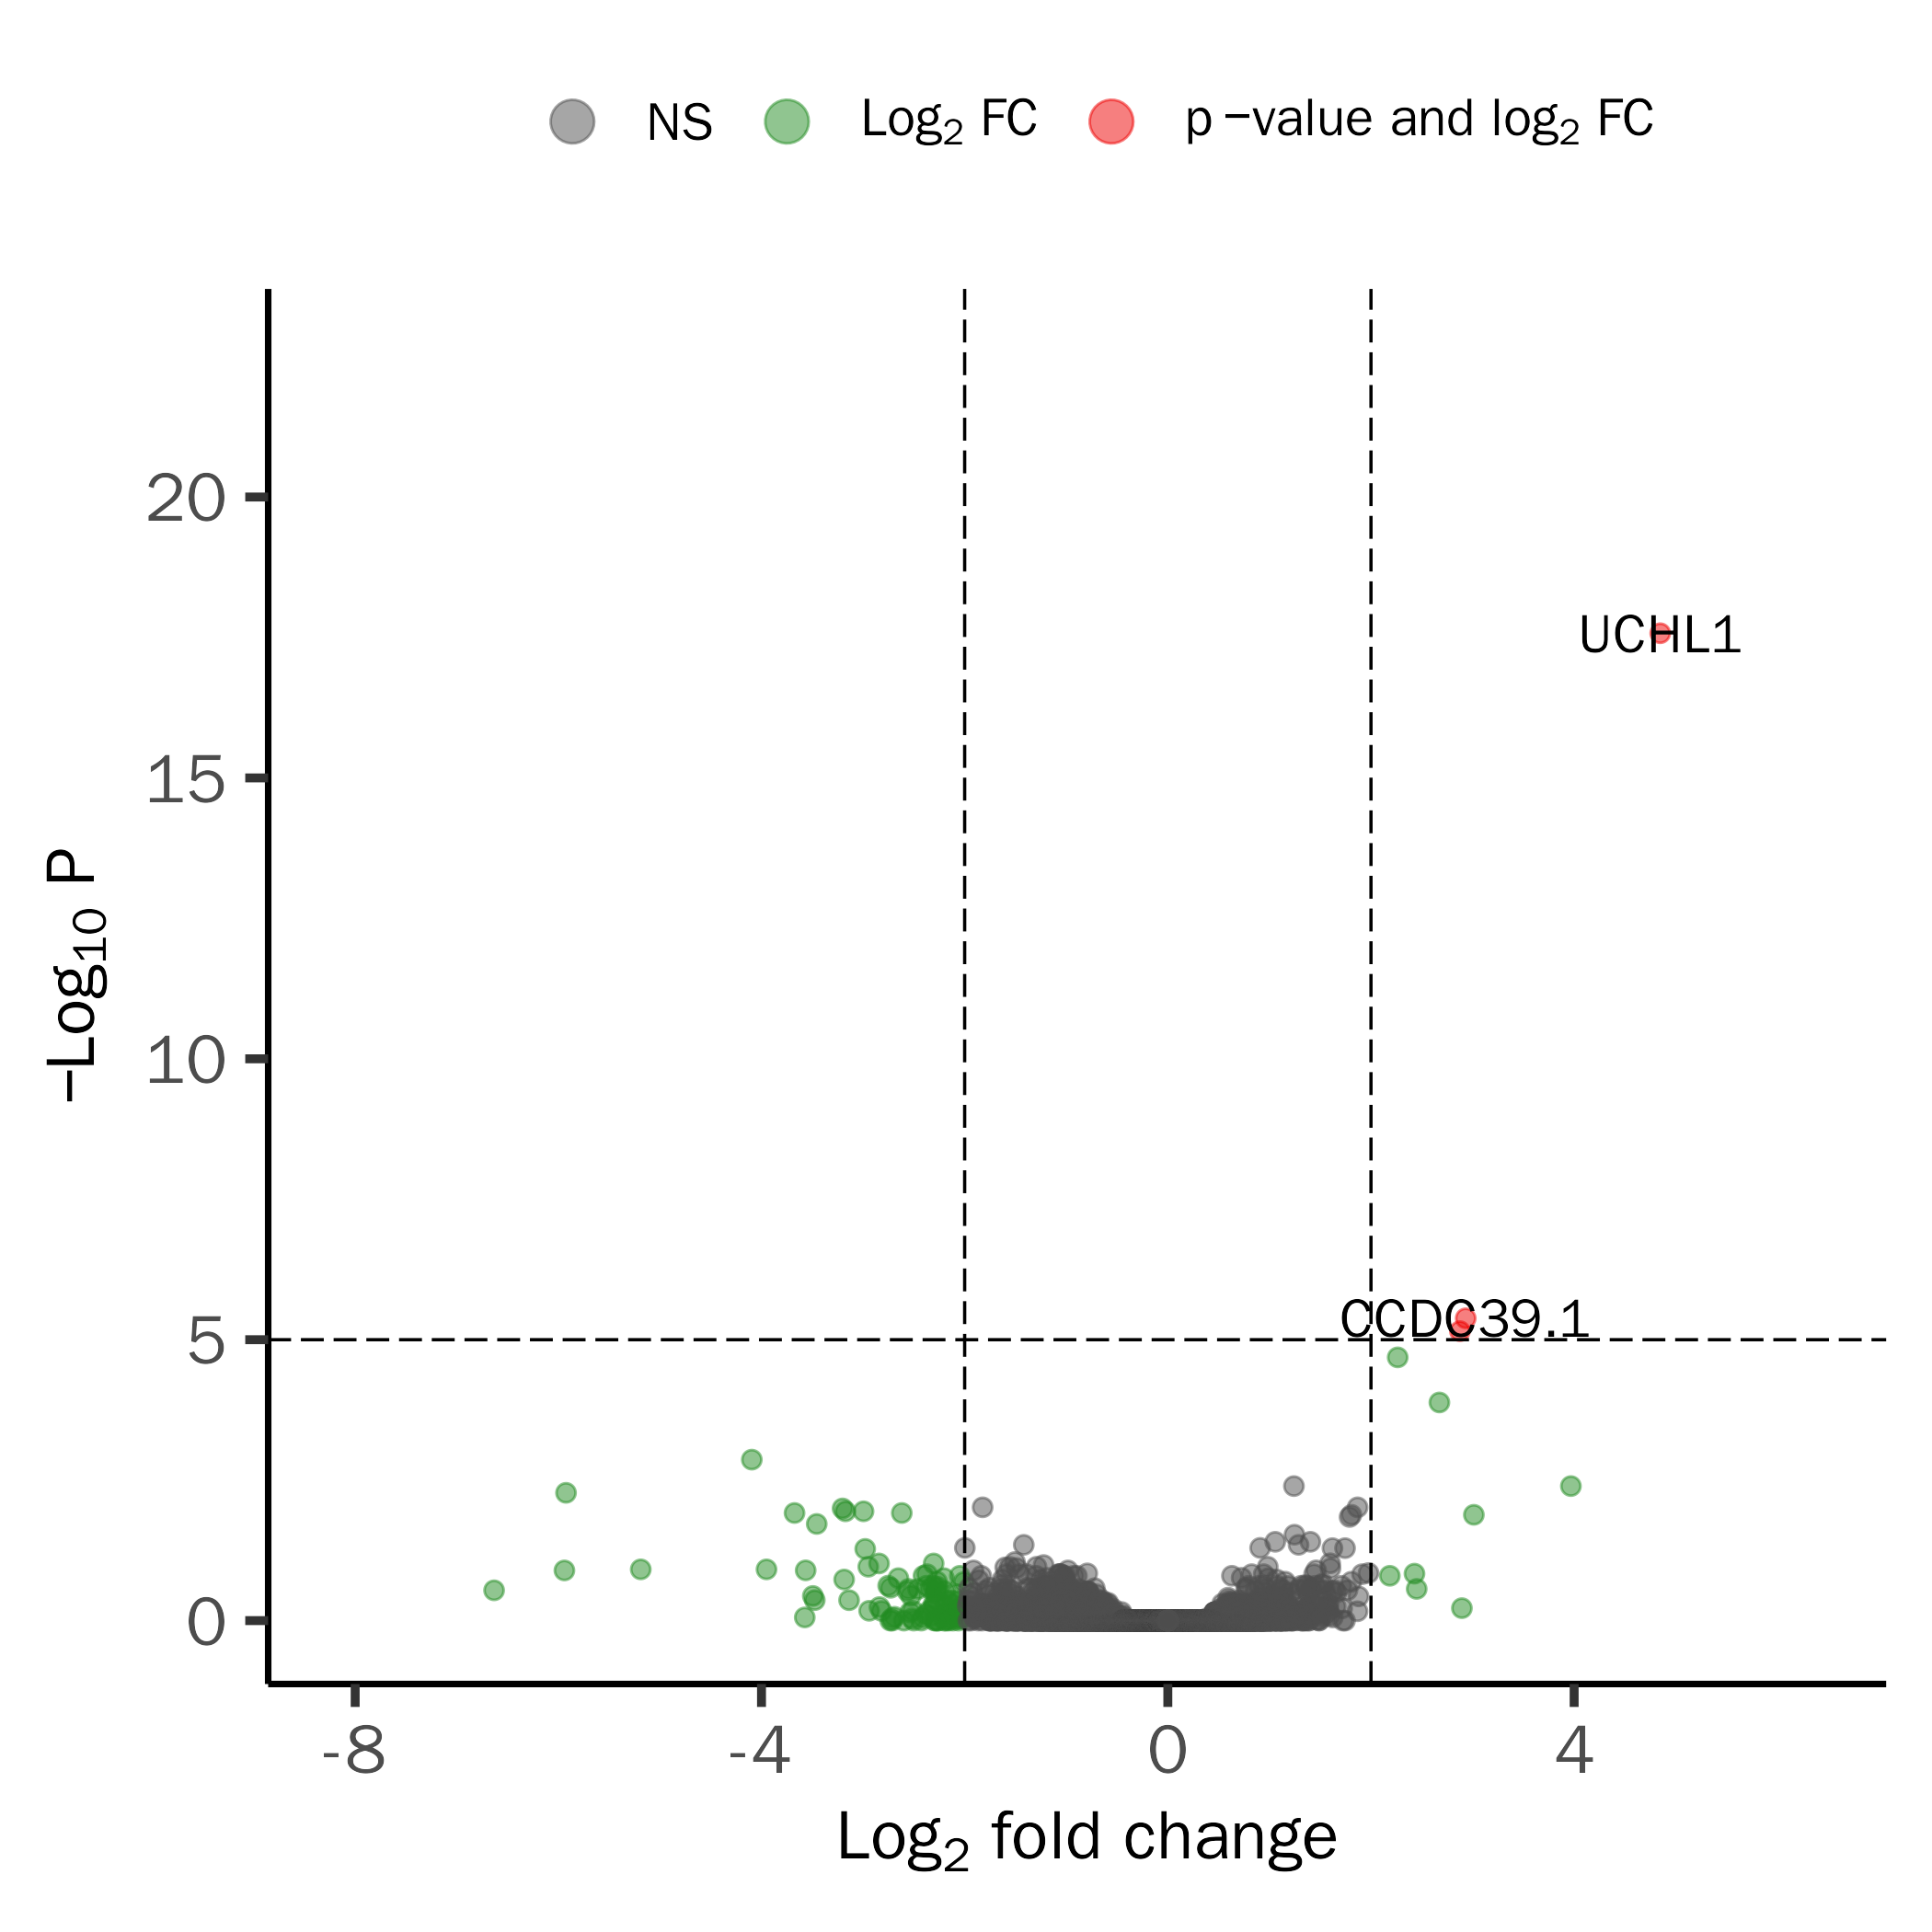 NS Log₂ FC p −value and log₂ FC
−Log₁₀ P
20
15
10
5
0
UCHL1
CCDC39.1
-8 -4 0 4
Log₂ fold change